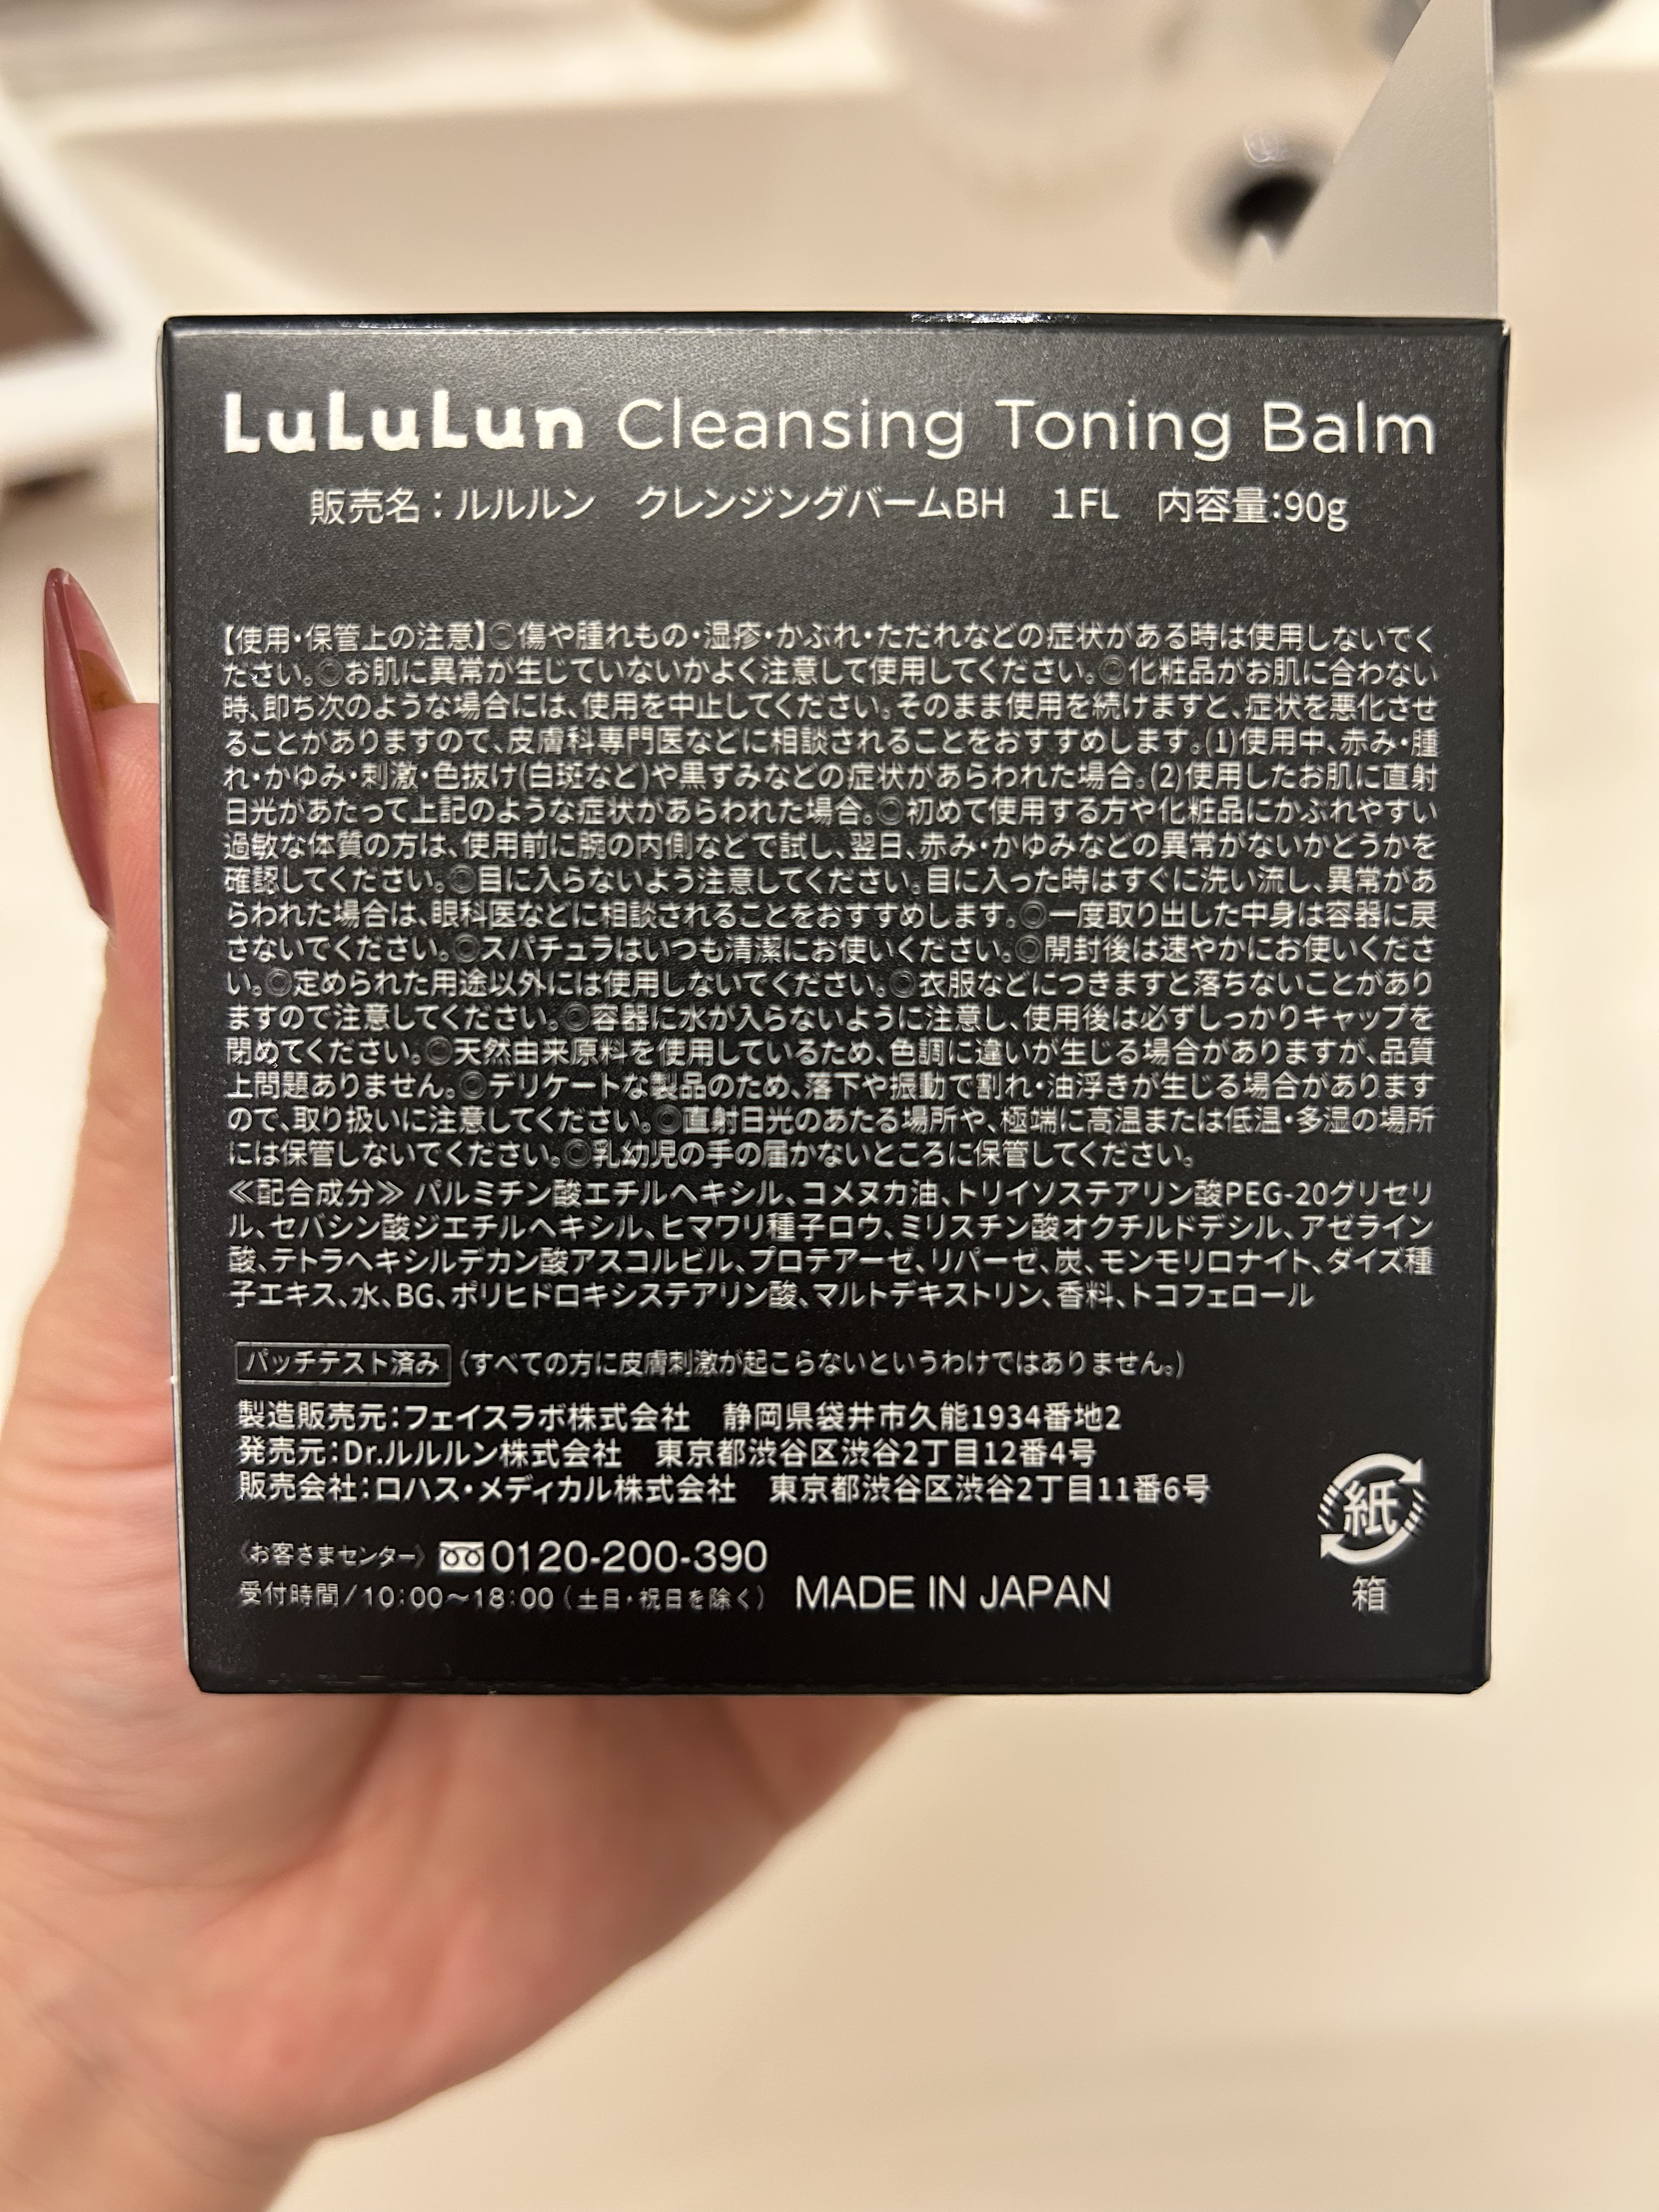 LuLuLun Cleansing Toning Balm
販売名：ルルルン　クレンジングバームBH　1FL　内容量：90g
【使用・保管上の注意】◎傷や腫れもの・湿疹・かぶれ・ただれなどの症状がある時は使用しないでく
ださい。◎お肌に異常が生じていないかよく注意して使用してください。◎化粧品がお肌に合わない
時、即ち次のような場合には、使用を中止してください。そのまま使用を続けますと、症状を悪化させ
ることがありますので、皮膚科専門医などに相談されることをおすすめします。(1)使用中、赤み・腫
れ・かゆみ・刺激・色抜け(白斑など)や黒ずみなどの症状があらわれた場合。(2)使用したお肌に直射
日光があたって上記のような症状があらわれた場合。◎初めて使用する方や化粧品にかぶれやすい
過敏な体質の方は、使用前に腕の内側などで試し、翌日、赤み・かゆみなどの異常がないかどうかを
確認してください。◎目に入らないよう注意してください。目に入った時はすぐに洗い流し、異常があ
らわれた場合は、眼科医などに相談されることをおすすめします。◎一度取り出した中身は容器に戻
さないでください。◎スパチュラはいつも清潔にお使いください。◎開封後は速やかにお使いくださ
い。◎定められた用途以外には使用しないでください。◎衣服などにつきますと落ちないことがあり
ますので注意してください。◎容器に水が入らないように注意し、使用後は必ずしっかりキャップを
閉めてください。◎天然由来原料を使用しているため、色調に違いが生じる場合がありますが、品質
上問題ありません。◎デリケートな製品のため、落下や振動で割れ・油浮きが生じる場合があります
ので、取り扱いに注意してください。◎直射日光のあたる場所や、極端に高温または低温・多湿の場所
には保管しないでください。◎乳幼児の手の届かないところに保管してください。
≪配合成分≫ パルミチン酸エチルヘキシル、コメヌカ油、トリイソステアリン酸PEG-20グリセリ
ル、セバシン酸ジエチルヘキシル、ヒマワリ種子ロウ、ミリスチン酸オクチルドデシル、アゼライン
酸、テトラヘキシルデカン酸アスコルビル、プロテアーゼ、リパーゼ、炭、モンモリロナイト、ダイズ種
子エキス、水、BG、ポリヒドロキシステアリン酸、マルトデキストリン、香料、トコフェロール
パッチテスト済み (すべての方に皮膚刺激が起こらないというわけではありません。)
製造販売元：フェイスラボ株式会社　静岡県袋井市久能1934番地2
発売元：Dr.ルルルン株式会社　東京都渋谷区渋谷2丁目12番4号
販売会社：ロハス・メディカル株式会社　東京都渋谷区渋谷2丁目11番6号
〈お客さまセンター〉 0120-200-390
受付時間/10:00～18:00（土日・祝日を除く） MADE IN JAPAN
紙
箱